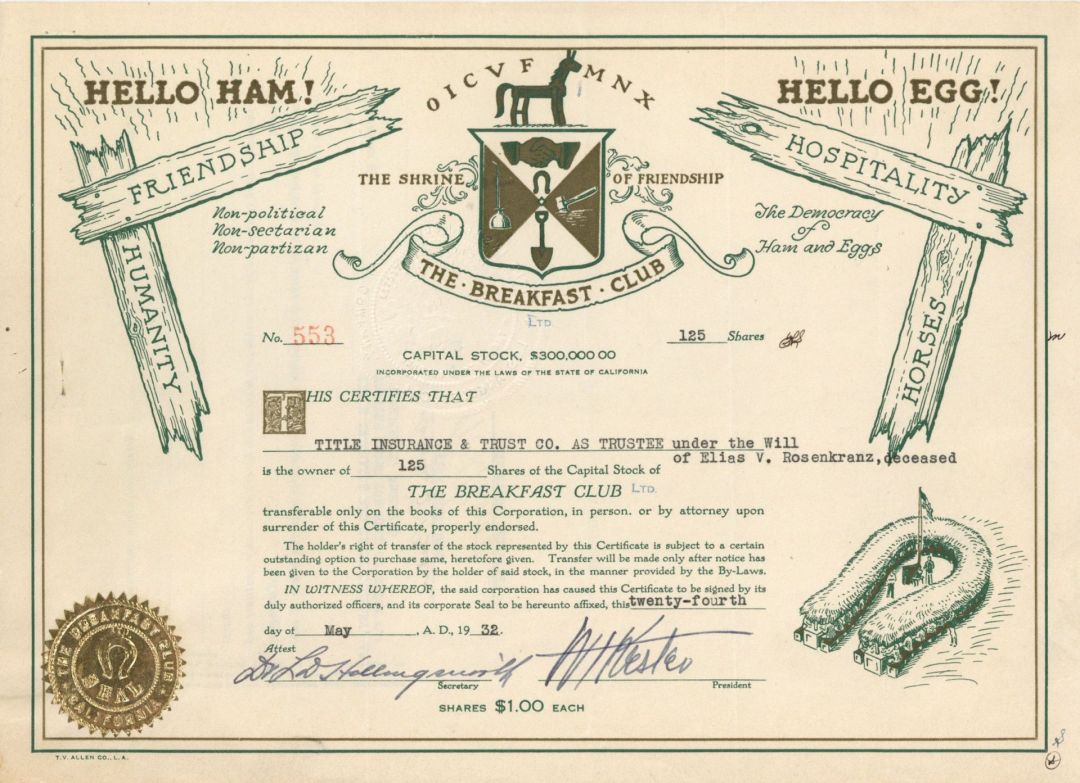 HELLO HAM!
HELLO EGG!
OICVFMNX
FRIENDSHIP
HOSPITALITY
THE SHRINE OF FRIENDSHIP
Non-political
Non-sectarian
Non-partizan
The Democracy
of
Ham and Eggs
HUMANITY
HORSES
THE · BREAKFAST · CLUB
LTD.
No. 553
125 Shares
CAPITAL STOCK, $300,000 00
INCORPORATED UNDER THE LAWS OF THE STATE OF CALIFORNIA
THIS CERTIFIES THAT
TITLE INSURANCE & TRUST CO. AS TRUSTEE under the Will
of Elias V. Rosenkranz, deceased
is the owner of 125 Shares of the Capital Stock of
THE BREAKFAST CLUB LTD.
transferable only on the books of this Corporation, in person. or by attorney upon
surrender of this Certificate, properly endorsed.
The holder's right of transfer of the stock represented by this Certificate is subject to a certain
outstanding option to purchase same, heretofore given. Transfer will be made only after notice has
been given to the Corporation by the holder of said stock, in the manner provided by the By-Laws.
IN WITNESS WHEREOF, the said corporation has caused this Certificate to be signed by its
duly authorized officers, and its corporate Seal to be hereunto affixed, this twenty-fourth
day of May, A. D., 19 32.
Attest
Dr L D Hollingsworth
Secretary
President
SHARES $1.00 EACH
THE BREAKFAST CLUB
SEAL
CALIFORNIA
T. V. ALLEN CO., L. A.